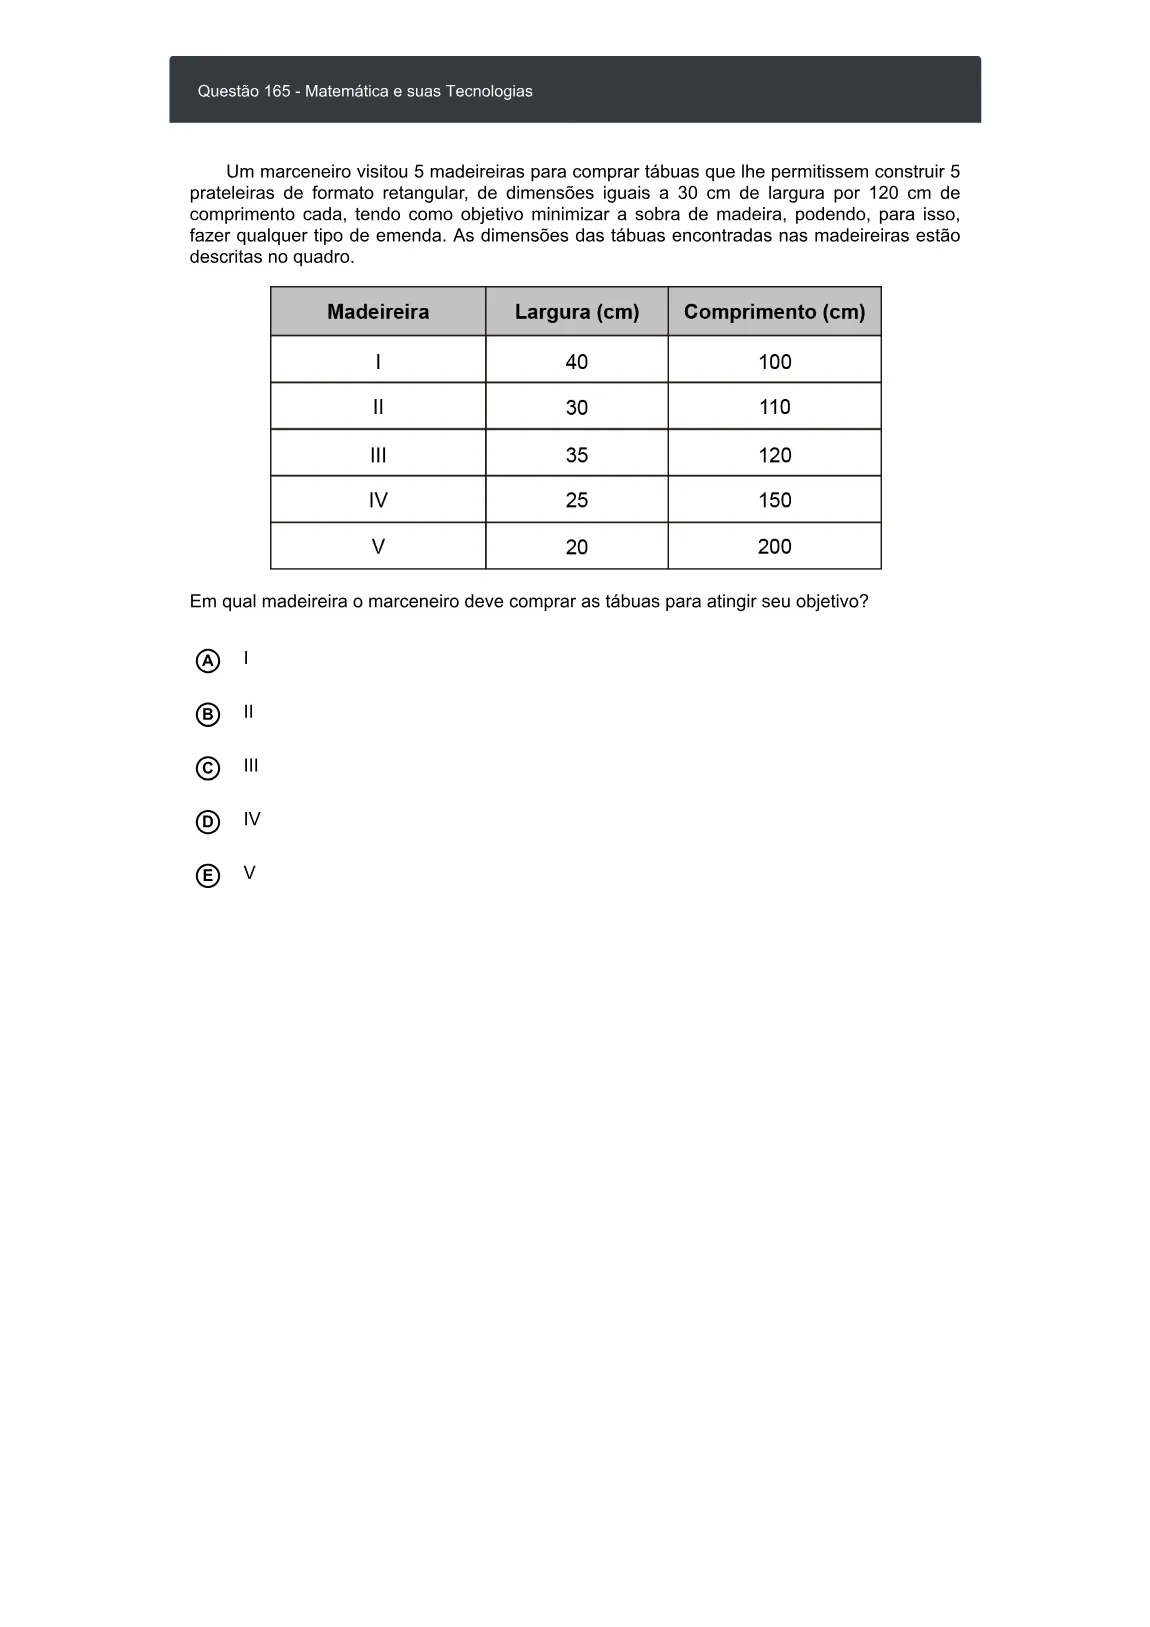 Questão 165 - Matemática e suas Tecnologias
Um marceneiro visitou 5 madeireiras para comprar tábuas que lhe permitissem construir 5
prateleiras de formato retangular, de dimensões iguais a 30 cm de largura por 120 cm de
comprimento cada, tendo como objetivo minimizar a sobra de madeira, podendo, para isso,
fazer qualquer tipo de emenda. As dimensões das tábuas encontradas nas madeireiras estão
descritas no quadro.
Madeireira Largura (cm) Comprimento (cm)
I 40 100
II 30 110
III 35 120
IV 25 150
V 20 200
Em qual madeireira o marceneiro deve comprar as tábuas para atingir seu objetivo?
A I
B II
C III
D IV
E V